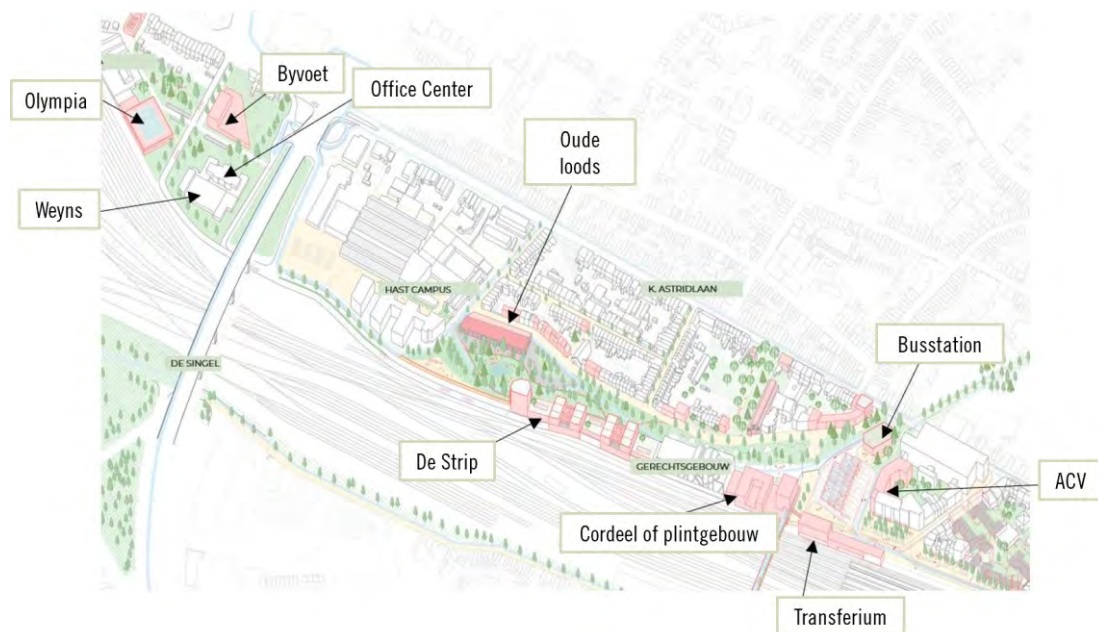 Byvoet
Office Center
Olympia
Oude
loods
Weyns
HAST CAMPUS
K. ASTRIDLAAN
Busstation
DE SINGEL
De Strip
GERECHTSGEBOUW
ACV
Cordeel of plintgebouw
Transferium